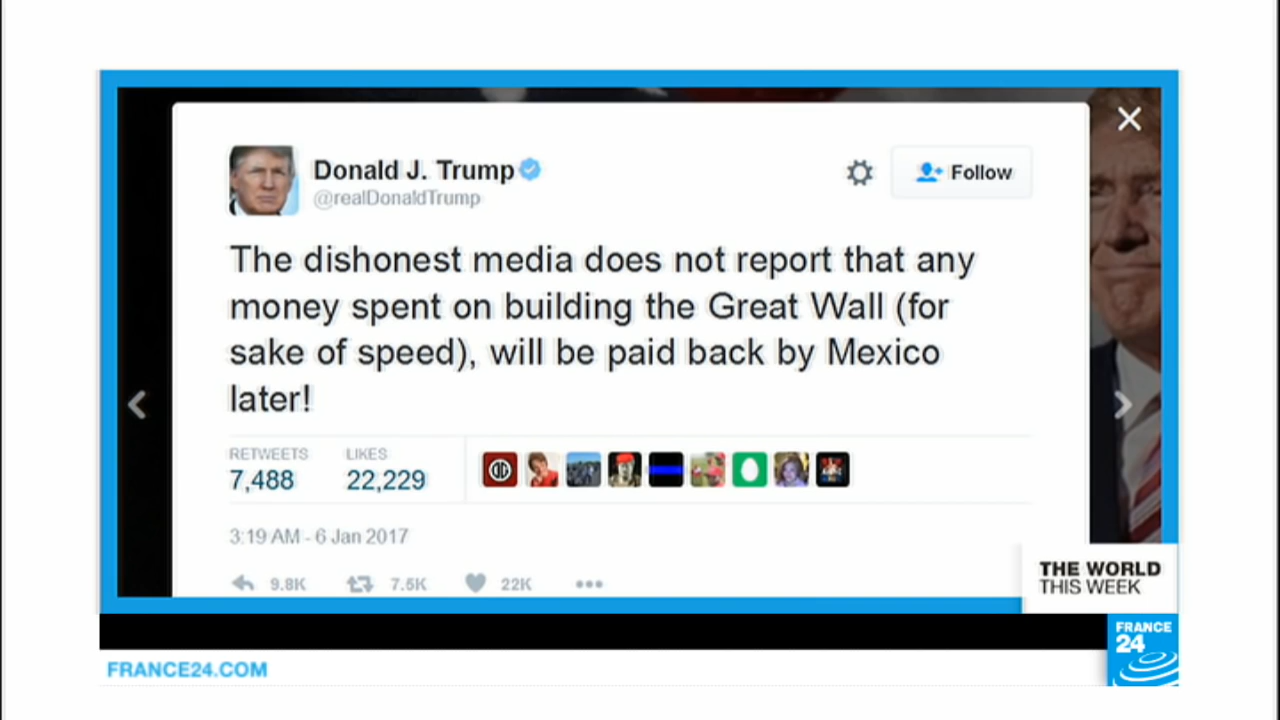 Donald J. Trump
@realDonaldTrump
Follow
The dishonest media does not report that any
money spent on building the Great Wall (for
sake of speed), will be paid back by Mexico
later!
RETWEETS LIKES
7,488 22,229
3:19 AM - 6 Jan 2017
9.8K 7.5K 22K
THE WORLD
THIS WEEK
FRANCE
24
FRANCE24.COM